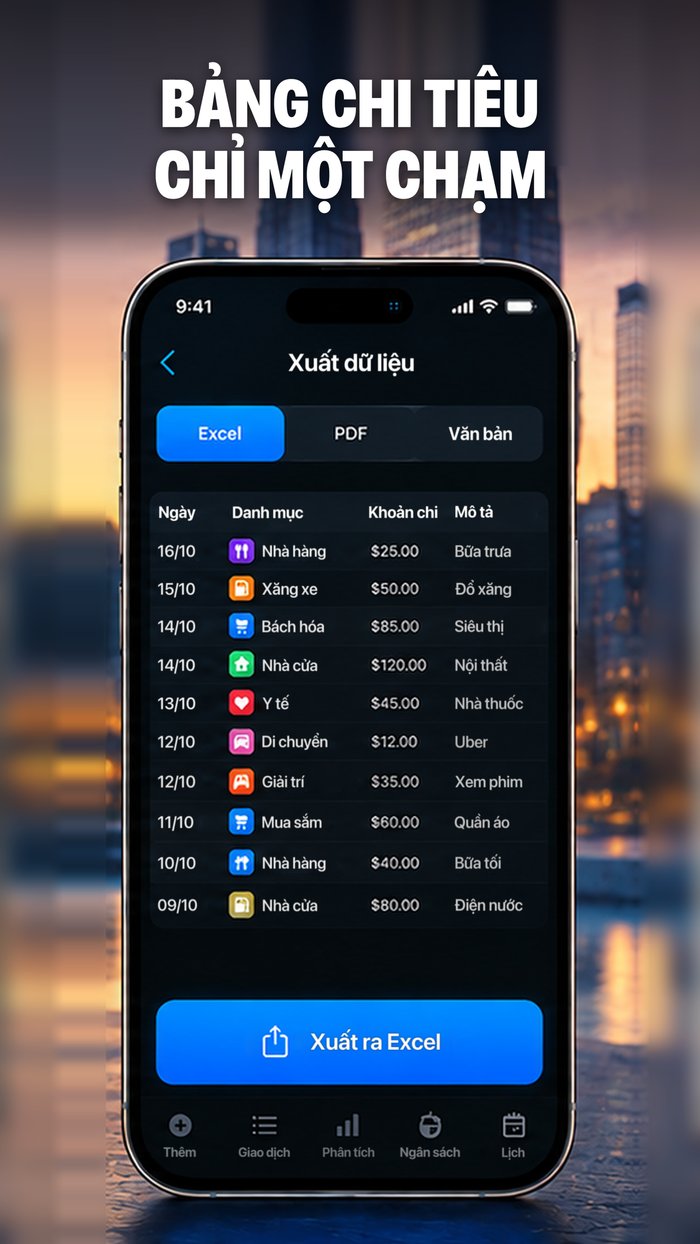 BẢNG CHI TIÊU
CHỈ MỘT CHẠM
9:41
Xuất dữ liệu
Excel PDF Văn bản
Ngày Danh mục Khoản chi Mô tả
16/10 Nhà hàng $25.00 Bữa trưa
15/10 Xăng xe $50.00 Đổ xăng
14/10 Bách hóa $85.00 Siêu thị
14/10 Nhà cửa $120.00 Nội thất
13/10 Y tế $45.00 Nhà thuốc
12/10 Di chuyển $12.00 Uber
12/10 Giải trí $35.00 Xem phim
11/10 Mua sắm $60.00 Quần áo
10/10 Nhà hàng $40.00 Bữa tối
09/10 Nhà cửa $80.00 Điện nước
Xuất ra Excel
Thêm Giao dịch Phân tích Ngân sách Lịch